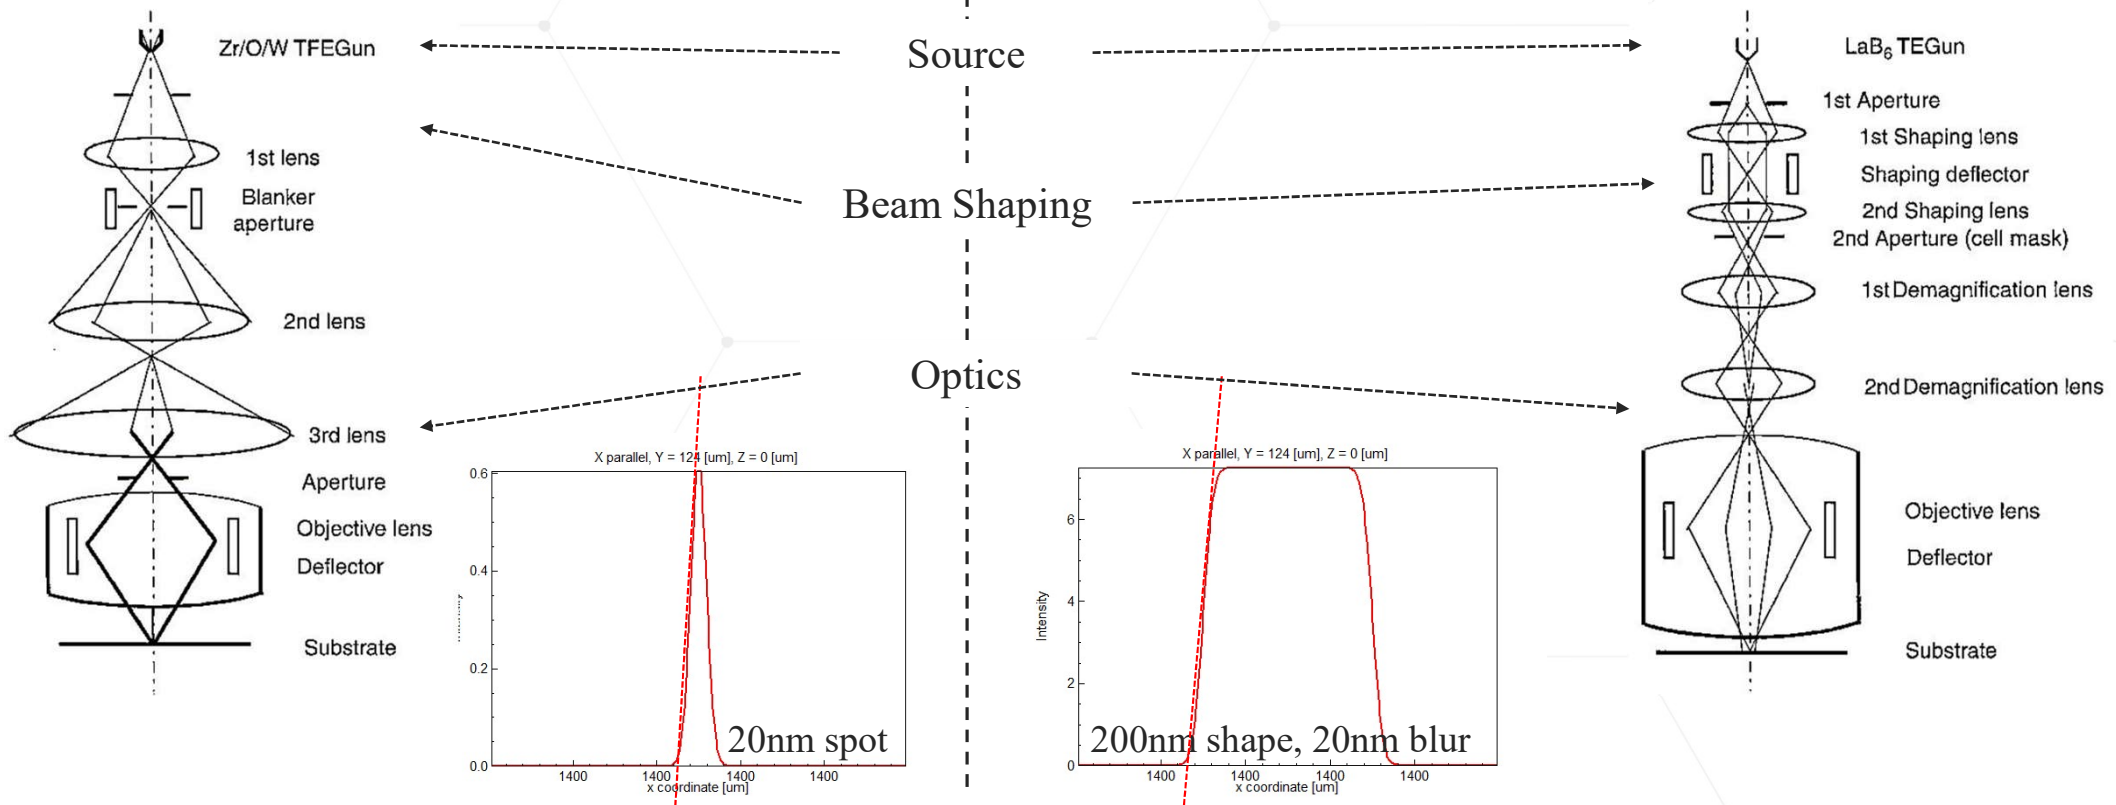 Zr/O/W TFEGun
1st lens
Blanker
aperture
2nd lens
3rd lens
Aperture
Objective lens
Deflector
Substrate
Source
Beam Shaping
Optics
X parallel, Y = 124 [um], Z = 0 [um]
0.6
0.4
0.2
0.0
20nm spot
1400 1400 1400 1400
x coordinate [um]
X parallel, Y = 124 [um], Z = 0 [um]
Intensity
6
4
2
0
200nm shape, 20nm blur
1400 1400 1400 1400
x coordinate [um]
LaB6 TEGun
1st Aperture
1st Shaping lens
Shaping deflector
2nd Shaping lens
2nd Aperture (cell mask)
1st Demagnification lens
2nd Demagnification lens
Objective lens
Deflector
Substrate